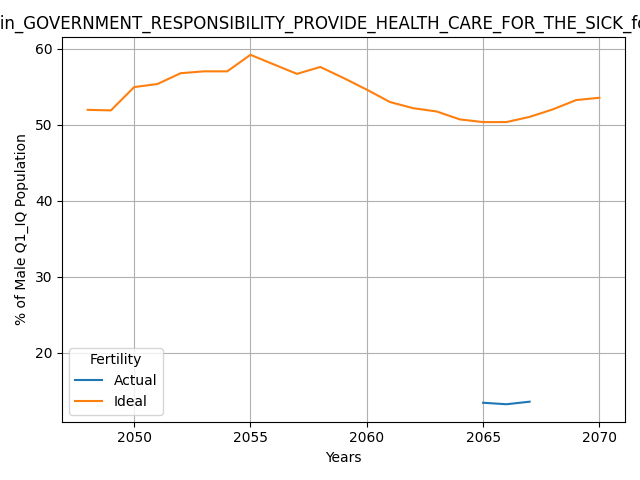 in_GOVERNMENT_RESPONSIBILITY_PROVIDE_HEALTH_CARE_FOR_THE_SICK_fo
60
50
40
30
20
% of Male Q1_IQ Population
Fertility
Actual
Ideal
2050 2055 2060 2065 2070
Years